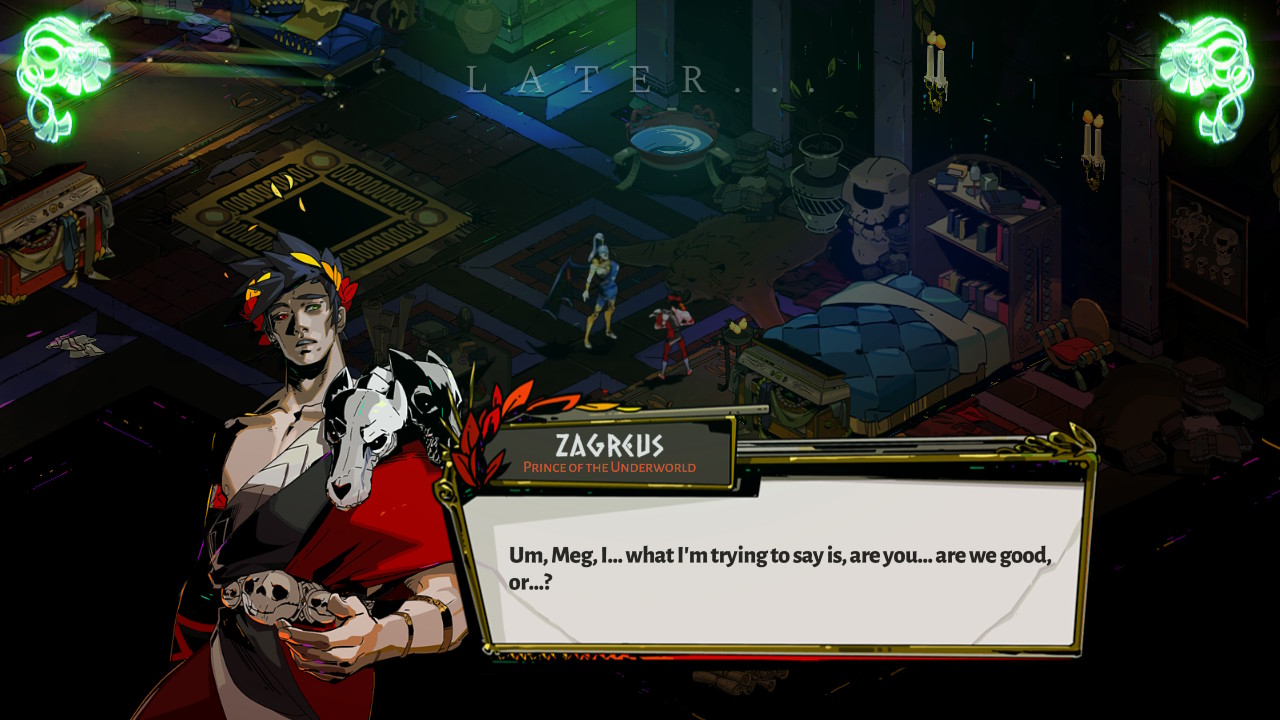 LATER...
ZAGREUS
PRINCE OF THE UNDERWORLD
Um, Meg, I... what I'm trying to say is, are you... are we good,
or...?